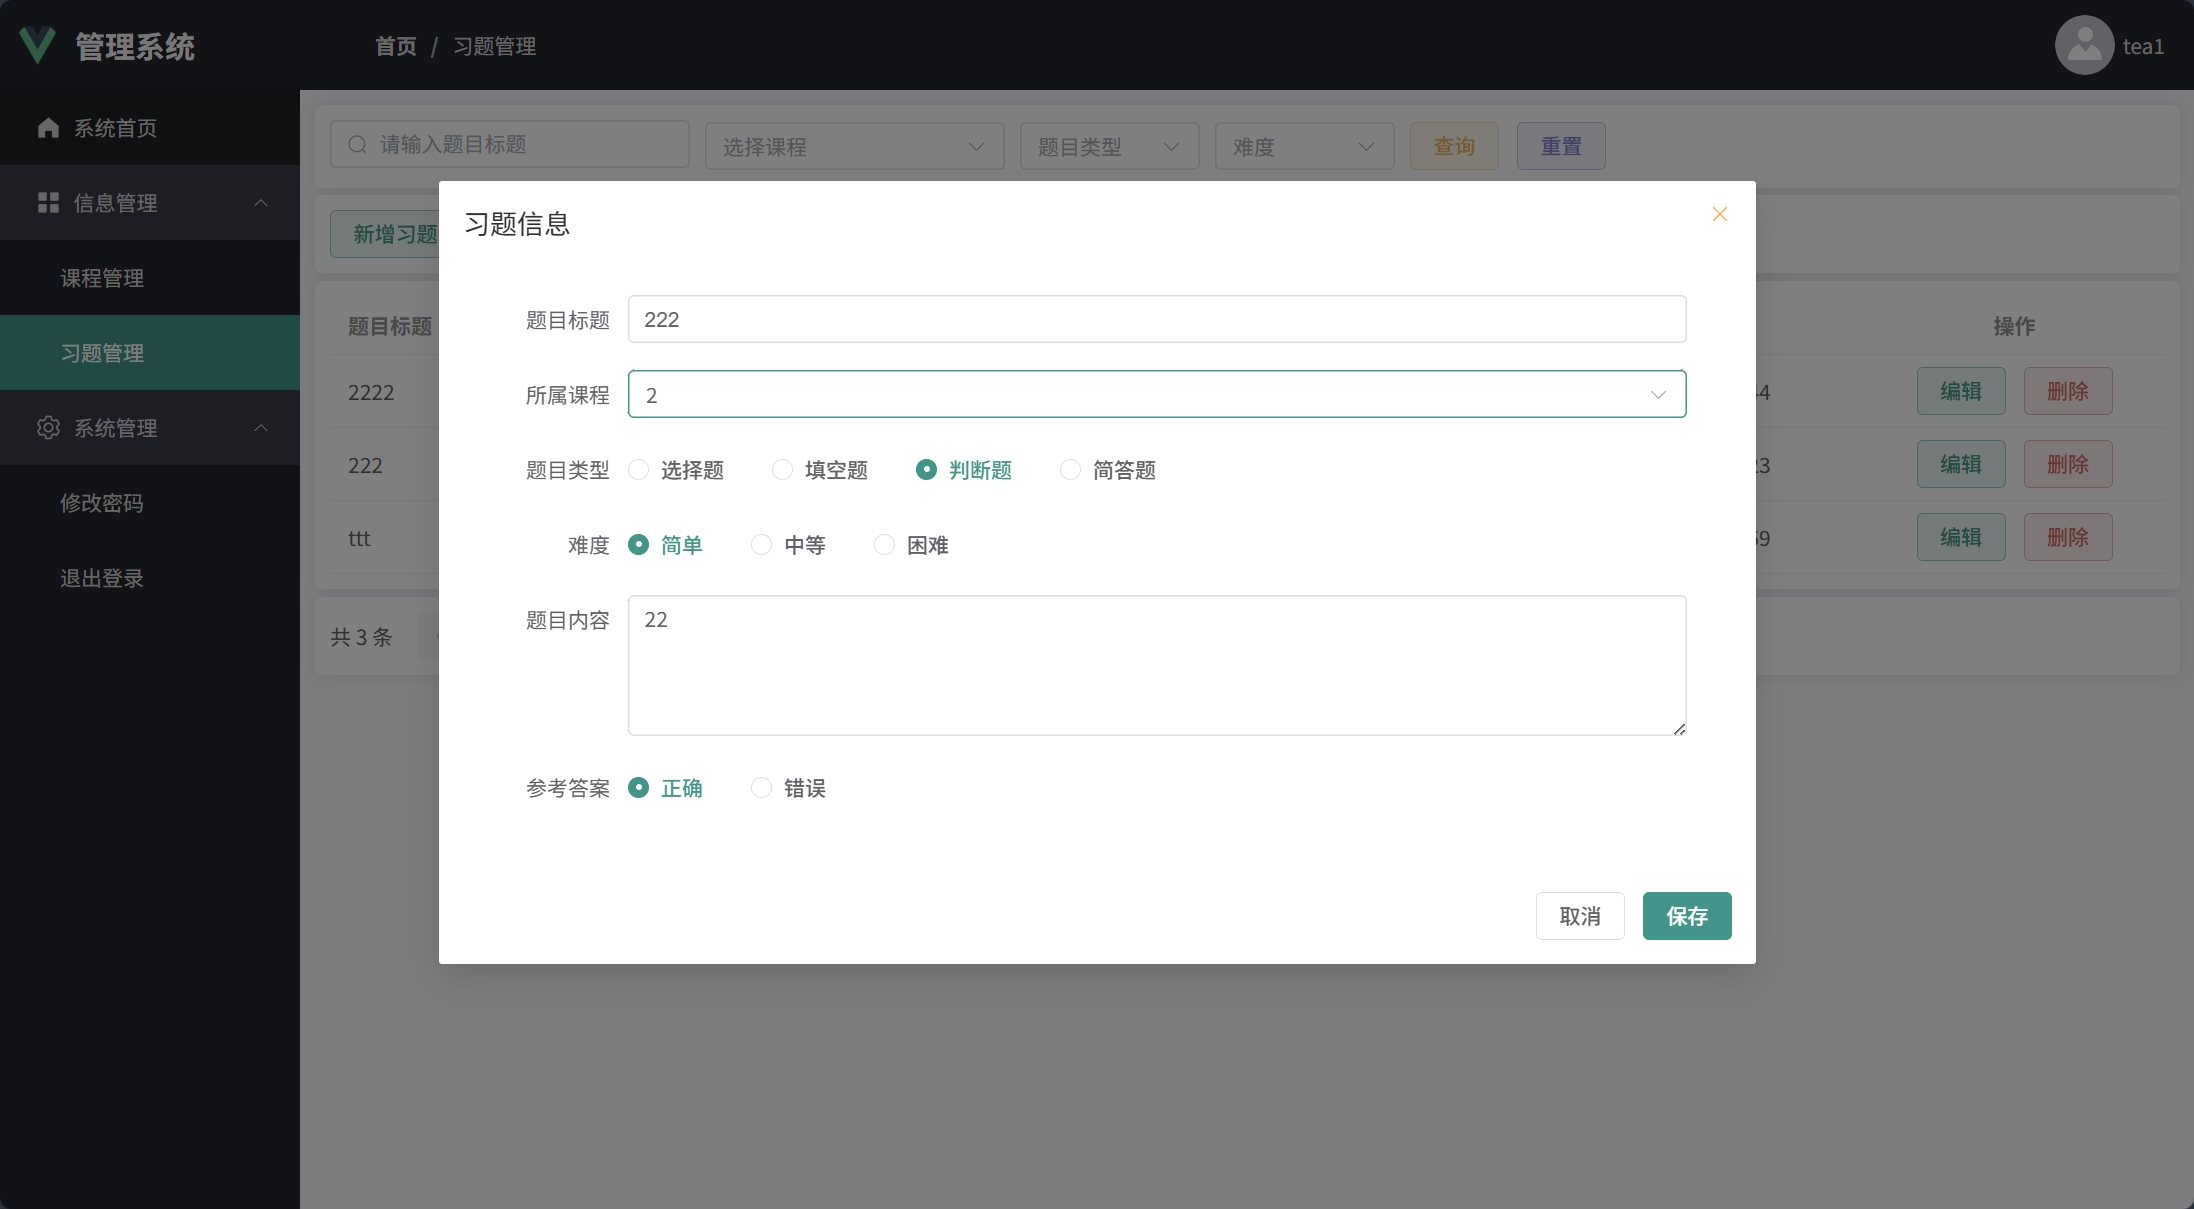 管理系统
首页 / 习题管理
tea1
系统首页
信息管理
课程管理
习题管理
系统管理
修改密码
退出登录
请输入题目标题
选择课程
题目类型
难度
查询
重置
新增习题
题目标题
操作
2222
编辑
删除
222
编辑
删除
ttt
编辑
删除
共 3 条
习题信息
题目标题 222
所属课程 2
题目类型 选择题 填空题 判断题 简答题
难度 简单 中等 困难
题目内容 22
参考答案 正确 错误
取消
保存